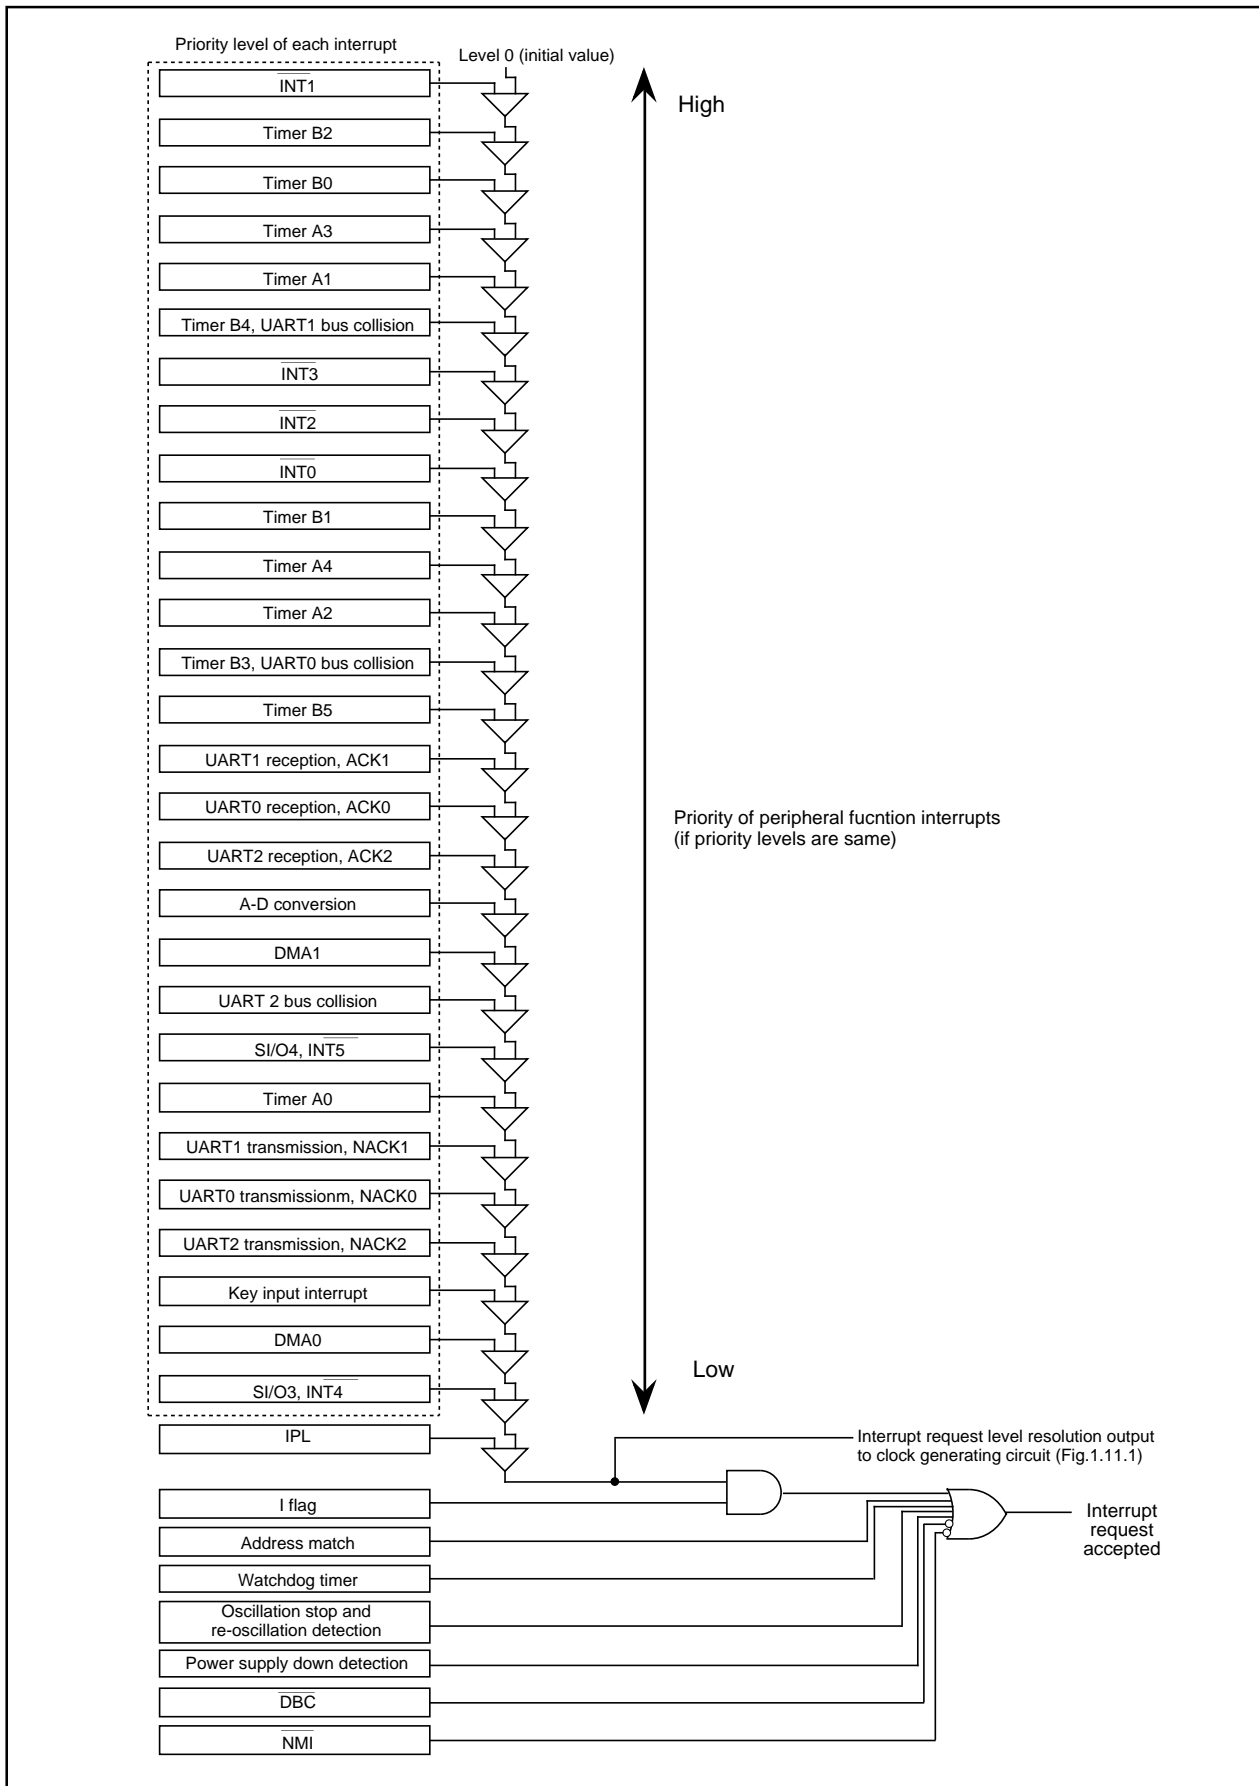 Priority level of each interrupt
Level 0 (initial value)
INT1
High
Timer B2
Timer B0
Timer A3
Timer A1
Timer B4, UART1 bus collision
INT3
INT2
INT0
Timer B1
Timer A4
Timer A2
Timer B3, UART0 bus collision
Timer B5
UART1 reception, ACK1
UART0 reception, ACK0
Priority of peripheral fucntion interrupts
(if priority levels are same)
UART2 reception, ACK2
A-D conversion
DMA1
UART 2 bus collision
SI/O4, INT5
Timer A0
UART1 transmission, NACK1
UART0 transmissionm, NACK0
UART2 transmission, NACK2
Key input interrupt
DMA0
Low
SI/O3, INT4
IPL
Interrupt request level resolution output
to clock generating circuit (Fig.1.11.1)
I flag
Interrupt
request
accepted
Address match
Watchdog timer
Oscillation stop and
re-oscillation detection
Power supply down detection
DBC
NMI